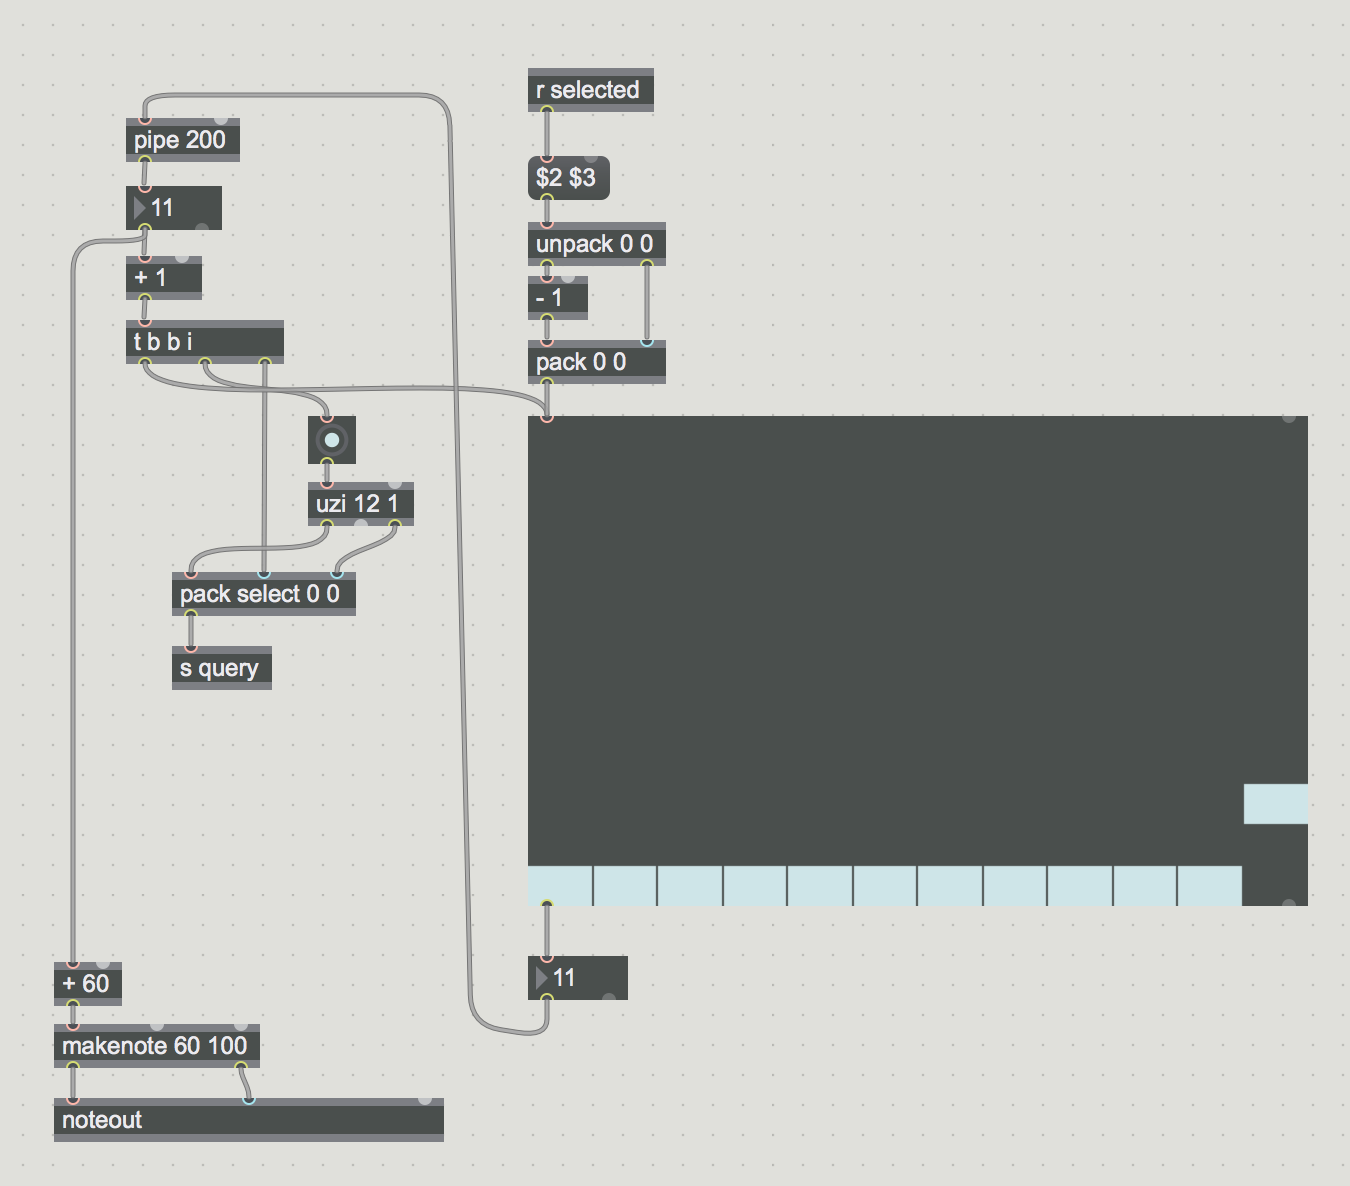 r selected
pipe 200
$2 $3
11
unpack 0 0
+ 1
- 1
t b b i
pack 0 0
uzi 12 1
pack select 0 0
s query
11
+ 60
makenote 60 100
noteout